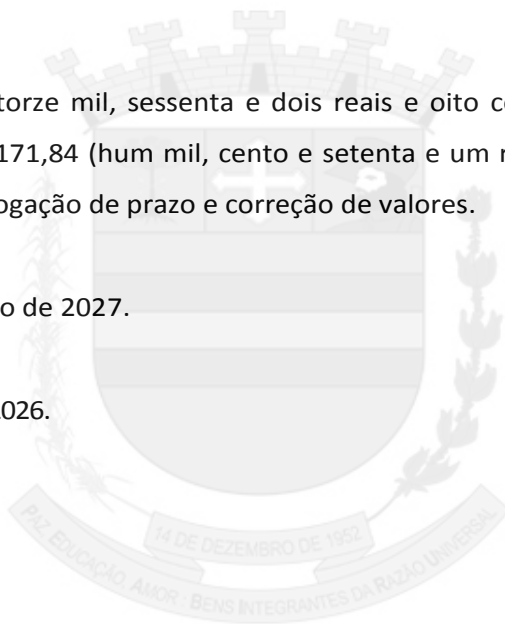 torze mil, sessenta e dois reais e oito c
171,84 (hum mil, cento e setenta e um
ogação de prazo e correção de valores.
o de 2027.
2026.
14 DE DEZEMBRO DE 1952
PAZ, EDUCAÇÃO, AMOR : BENS INTEGRANTES DA RAZÃO UNIVERSAL